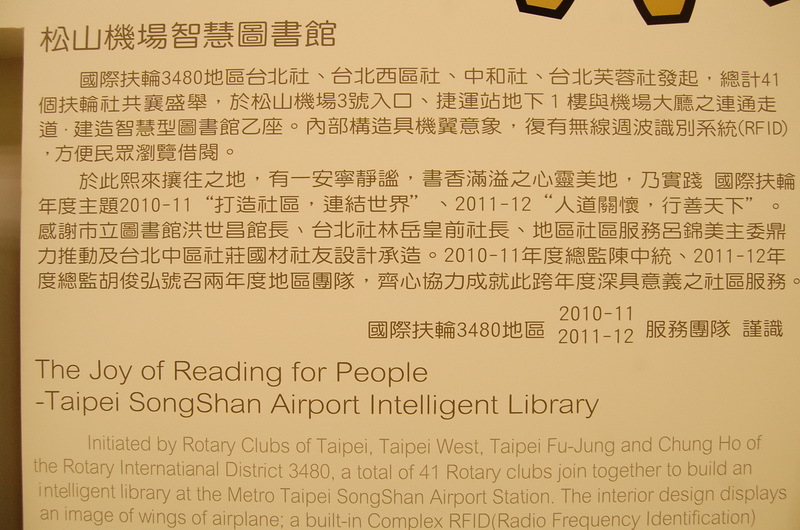 松山機場智慧圖書館
國際扶輪3480地區台北社、台北西區社、中和社、台北芙蓉社發起，總計41
個扶輪社共襄盛舉，於松山機場3號入口、捷運站地下1樓與機場大廳之連通走
道．建造智慧型圖書館乙座。內部構造具機翼意象，復有無線週波識別系統(RFID)
，方便民眾瀏覽借閱。
於此熙來攘往之地，有一安寧靜謐，書香滿溢之心靈美地，乃實踐 國際扶輪
年度主題2010-11“打造社區，連結世界”、2011-12“人道關懷，行善天下”。
感謝市立圖書館洪世昌館長、台北社林岳皇前社長、地區社區服務呂錦美主委鼎
力推動及台北中區社莊國材社友設計承造。2010-11年度總監陳中統、2011-12年
度總監胡俊弘號召兩年度地區團隊，齊心協力成就此跨年度深具意義之社區服務。
國際扶輪3480地區 2010-11 2011-12 服務團隊 謹識
The Joy of Reading for People
-Taipei SongShan Airport Intelligent Library
Initiated by Rotary Clubs of Taipei, Taipei West, Taipei Fu-Jung and Chung Ho of
the Rotary Internatianal District 3480, a total of 41 Rotary clubs join together to build an
intelligent library at the Metro Taipei SongShan Airport Station. The interior design displays
an image of wings of airplane; a built-in Complex RFID(Radio Frequency Identification)